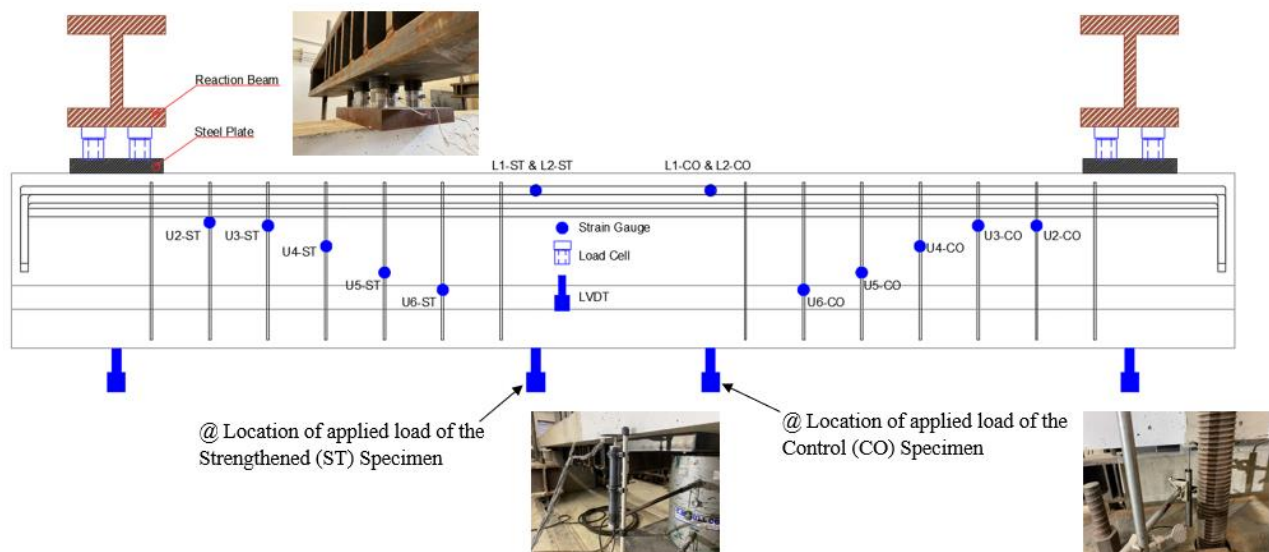 Reaction Beam
Steel Plate
L1-ST & L2-ST
L1-CO & L2-CO
U2-ST
U3-ST
U4-ST
U5-ST
U6-ST
Strain Gauge
Load Cell
LVDT
U6-CO
U5-CO
U4-CO
U3-CO
U2-CO
@ Location of applied load of the
Strengthened (ST) Specimen
@ Location of applied load of the
Control (CO) Specimen